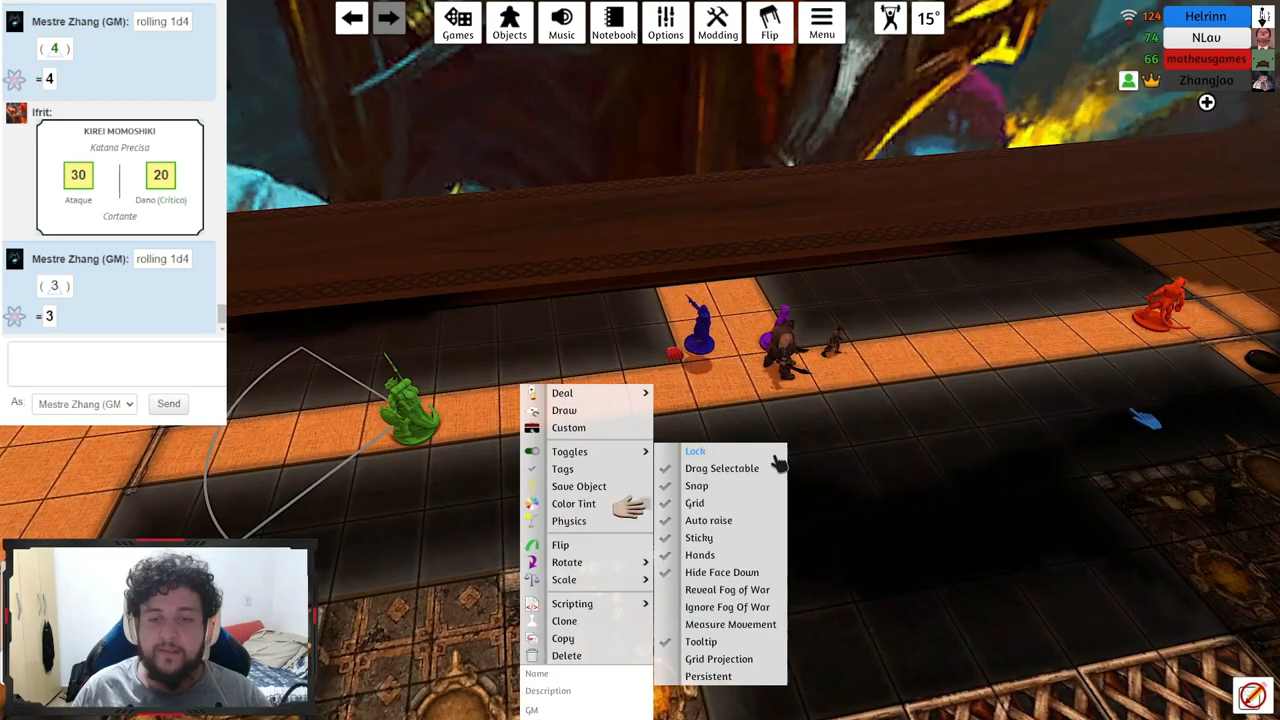 Mestre Zhang (GM): rolling 1d4
( 4 )
= 4
Ifrit:
KIREI MOMOSHIKI
Katana Precisa
30
20
Ataque
Dano (Crítico)
Cortante
Mestre Zhang (GM): rolling 1d4
( 3 )
= 3
As: Mestre Zhang (GM Send
Games
Objects
Music
Notebook
Options
Modding
Flip
Menu
15°
124 Helrinn
74 NLav
66 matheusgames
ZhangJao
Deal
Draw
Custom
Toggles
Tags
Save Object
Color Tint
Physics
Flip
Rotate
Scale
Scripting
Clone
Copy
Delete
Name
Description
GM
Lock
Drag Selectable
Snap
Grid
Auto raise
Sticky
Hands
Hide Face Down
Reveal Fog of War
Ignore Fog Of War
Measure Movement
Tooltip
Grid Projection
Persistent